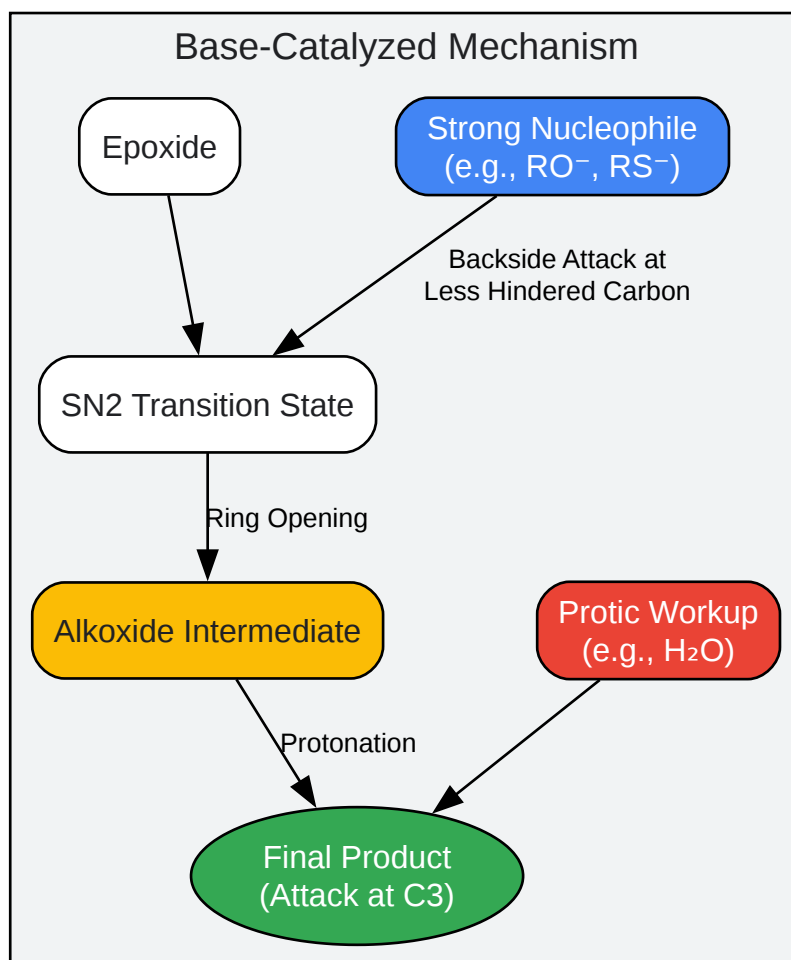 Base-Catalyzed Mechanism
Epoxide
Strong Nucleophile
(e.g., RO⁻, RS⁻)
Backside Attack at
Less Hindered Carbon
SN2 Transition State
Ring Opening
Alkoxide Intermediate
Protic Workup
(e.g., H₂O)
Protonation
Final Product
(Attack at C3)